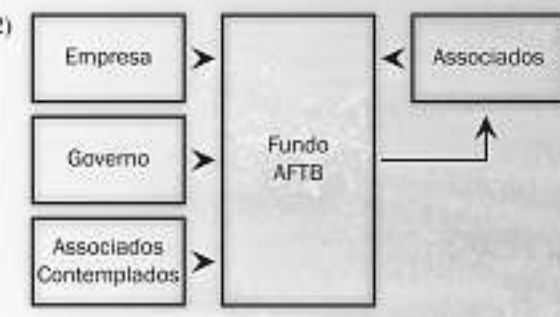 2)
Empresa
Associados
Governo
Fundo
AFTB
Associados
Contemplados